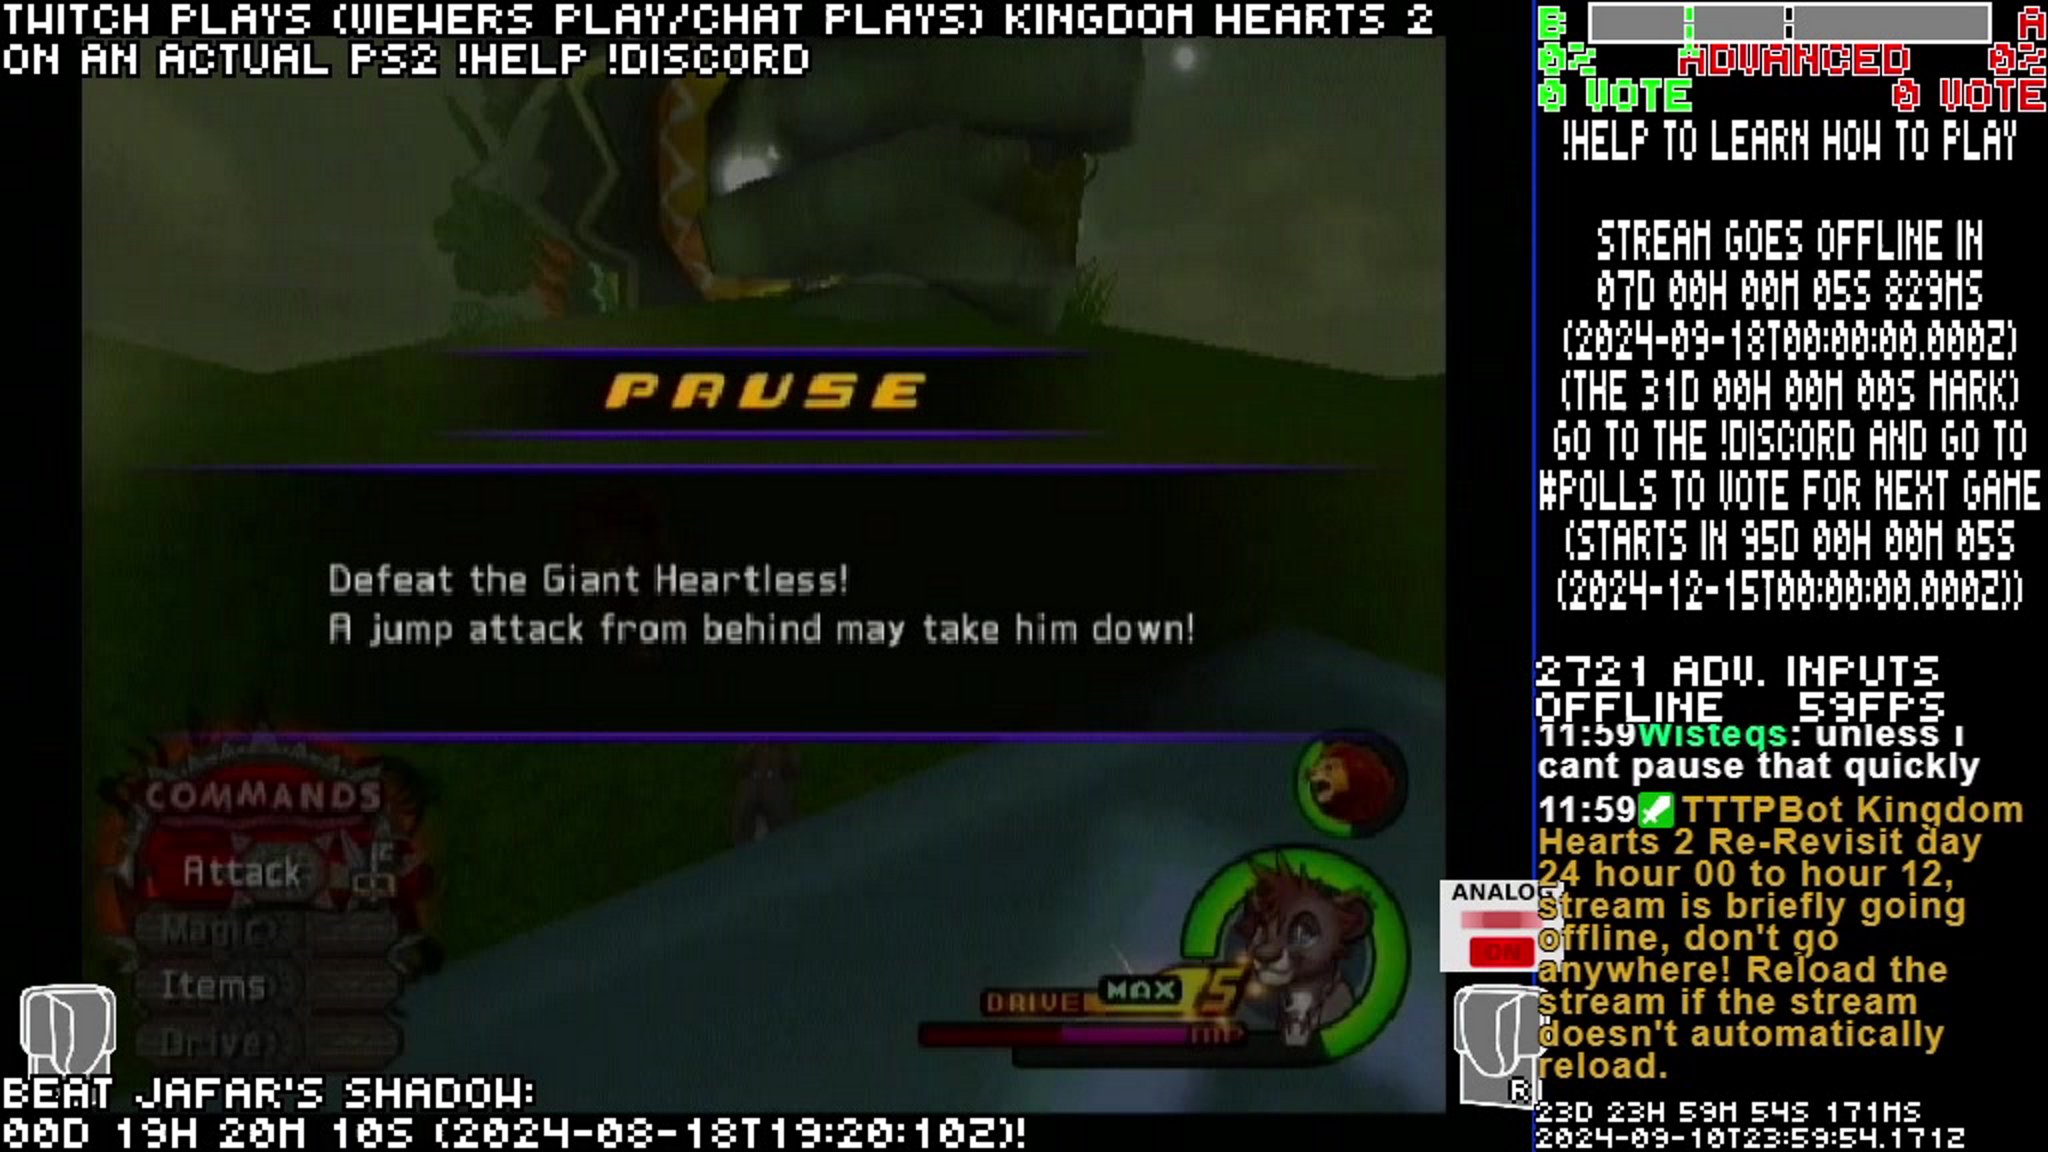 TWITCH PLAYS (VIEWERS PLAY/CHAT PLAYS) KINGDOM HEARTS 2
ON AN ACTUAL PS2 !HELP !DISCORD
B A
0% ADVANCED 0%
0 VOTE 0 VOTE
!HELP TO LEARN HOW TO PLAY
STREAM GOES OFFLINE IN
07D 00H 00M 05S 829MS
(2024-09-18T00:00:00.000Z)
(THE 31D 00H 00M 00S MARK)
GO TO THE !DISCORD AND GO TO
#POLLS TO VOTE FOR NEXT GAME
(STARTS IN 95D 00H 00M 05S
(2024-12-15T00:00:00.000Z))
PAUSE
Defeat the Giant Heartless!
A jump attack from behind may take him down!
2721 ADV. INPUTS
OFFLINE 59FPS
11:59 Wisteqs: unless i
cant pause that quickly
11:59 TTTPBot Kingdom
Hearts 2 Re-Revisit day
24 hour 00 to hour 12,
stream is briefly going
offline, don't go
anywhere! Reload the
stream if the stream
doesn't automatically
reload.
COMMANDS
Attack
Magic
Items
Drive
DRIVE MAX 5
MP
ANALOG
ON
R1
BEAT JAFAR'S SHADOW:
00D 19H 20M 10S (2024-08-18T19:20:10Z)!
23D 23H 59M 54S 171MS
2024-09-10T23:59:54.171Z